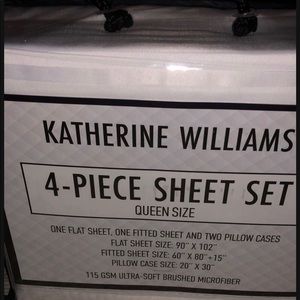 KATHERINE WILLIAMS
4-PIECE SHEET SET
QUEEN SIZE
ONE FLAT SHEET, ONE FITTED SHEET AND TWO PILLOW CASES
FLAT SHEET SIZE: 90" X 102"
FITTED SHEET SIZE: 60" X 80"+15"
PILLOW CASE SIZE: 20" X 30"
115 GSM ULTRA-SOFT BRUSHED MICROFIBER